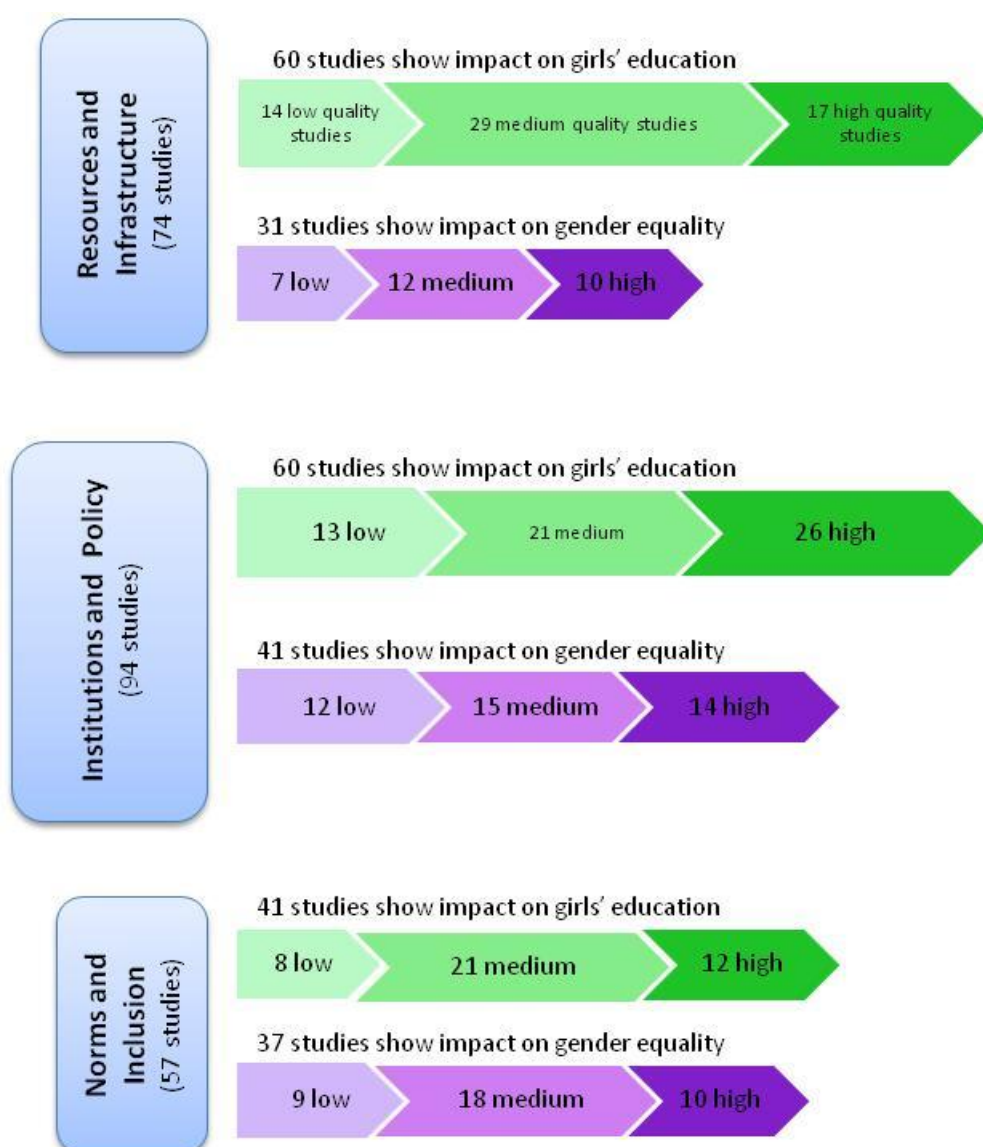 Resources and
Infrastructure
(74 studies)
60 studies show impact on girls’ education
14 low quality
studies
29 medium quality studies
17 high quality
studies
31 studies show impact on gender equality
7 low
12 medium
10 high
Institutions and Policy
(94 studies)
60 studies show impact on girls’ education
13 low
21 medium
26 high
41 studies show impact on gender equality
12 low
15 medium
14 high
Norms and
Inclusion
(57 studies)
41 studies show impact on girls’ education
8 low
21 medium
12 high
37 studies show impact on gender equality
9 low
18 medium
10 high